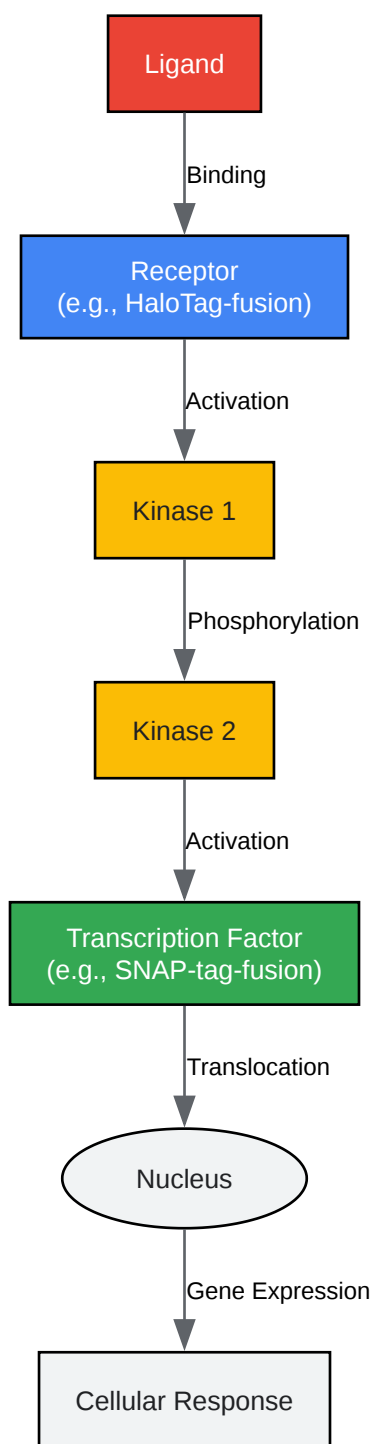 Ligand
Binding
Receptor
(e.g., HaloTag-fusion)
Activation
Kinase 1
Phosphorylation
Kinase 2
Activation
Transcription Factor
(e.g., SNAP-tag-fusion)
Translocation
Nucleus
Gene Expression
Cellular Response